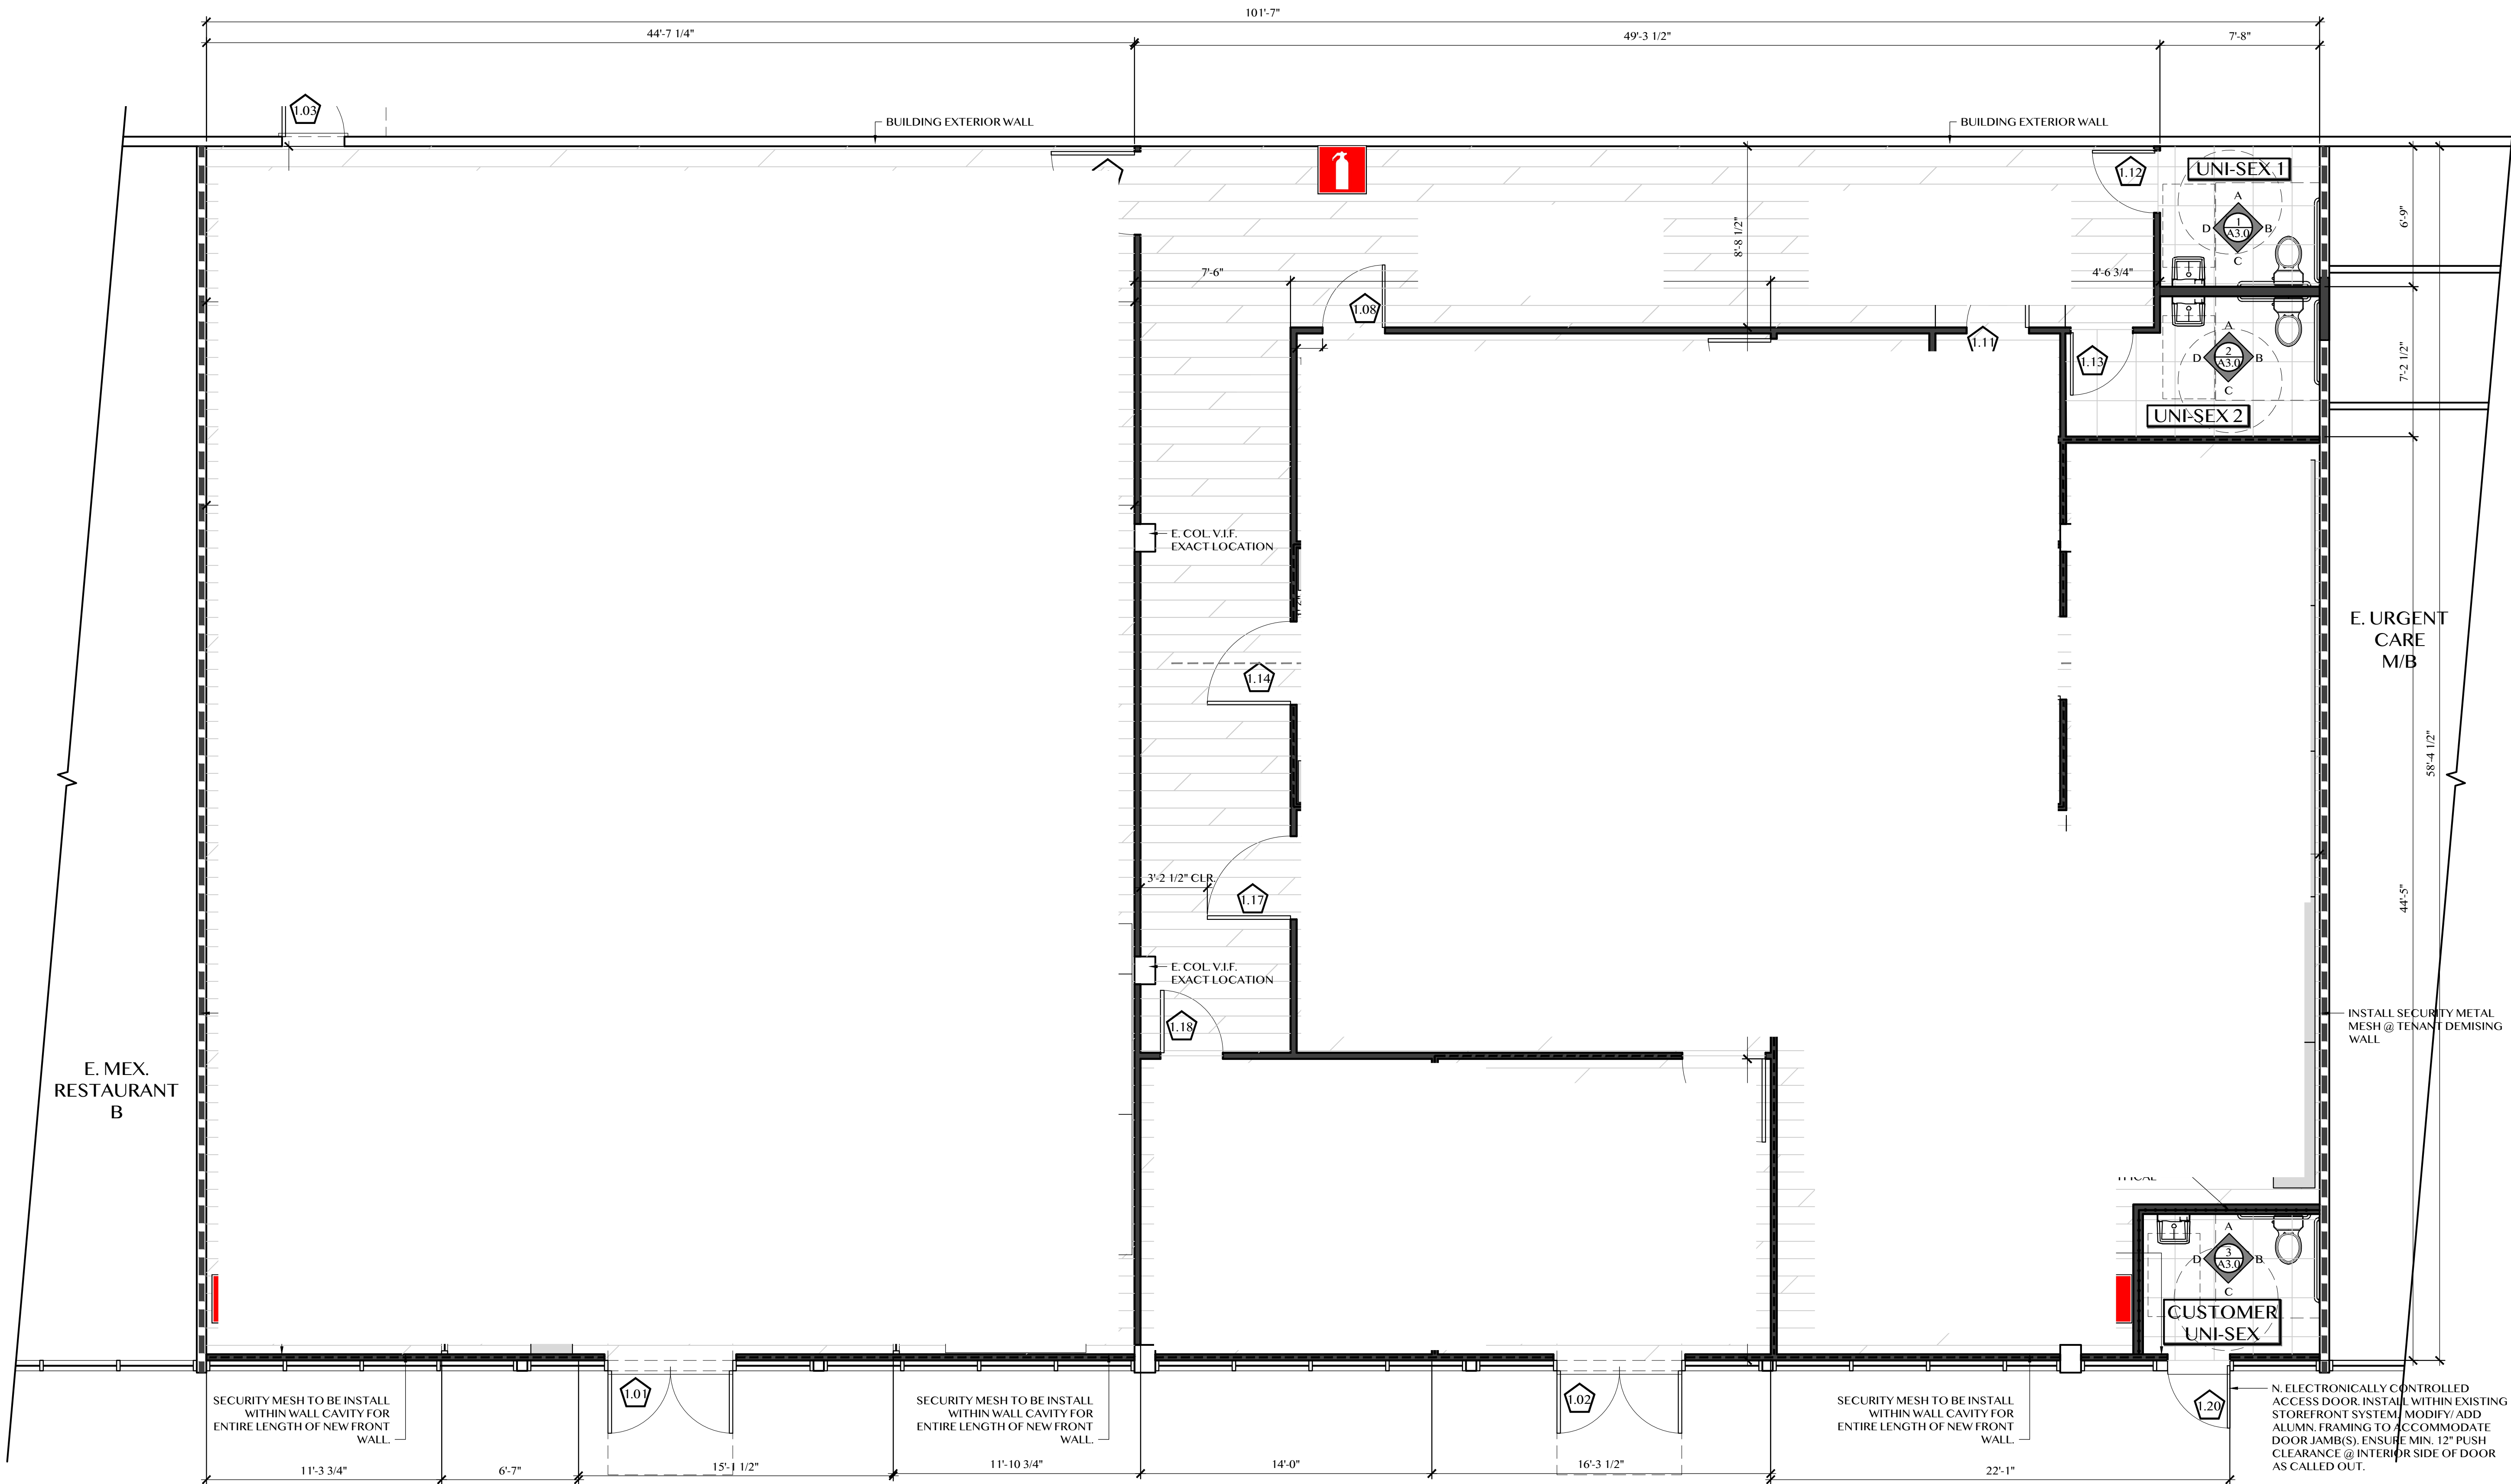 101'-7"
44'-7 1/4"
49'-3 1/2"
7'-8"
1.03
BUILDING EXTERIOR WALL
BUILDING EXTERIOR WALL
1.12
UNI-SEX 1
A
1
A3.0
D
B
C
6'-9"
8'-8 1/2"
7'-6"
4'-6 3/4"
1.08
1.11
1.13
A
2
A3.0
D
B
C
7'-2 1/2"
UNI-SEX 2
E. COL. V.I.F.
EXACT LOCATION
E. URGENT
CARE
M/B
1.14
58'-4 1/2"
3'-2 1/2" CLR.
1.17
44'-5"
E. COL. V.I.F.
EXACT LOCATION
1.18
INSTALL SECURITY METAL
MESH @ TENANT DEMISING
WALL
E. MEX.
RESTAURANT
B
A
3
A3.0
D
B
C
CUSTOMER
UNI-SEX
1.01
1.02
1.20
SECURITY MESH TO BE INSTALL
WITHIN WALL CAVITY FOR
ENTIRE LENGTH OF NEW FRONT
WALL.
SECURITY MESH TO BE INSTALL
WITHIN WALL CAVITY FOR
ENTIRE LENGTH OF NEW FRONT
WALL.
SECURITY MESH TO BE INSTALL
WITHIN WALL CAVITY FOR
ENTIRE LENGTH OF NEW FRONT
WALL.
N. ELECTRONICALLY CONTROLLED
ACCESS DOOR. INSTALL WITHIN EXISTING
STOREFRONT SYSTEM. MODIFY/ ADD
ALUMN. FRAMING TO ACCOMMODATE
DOOR JAMB(S). ENSURE MIN. 12" PUSH
CLEARANCE @ INTERIOR SIDE OF DOOR
AS CALLED OUT.
11'-3 3/4"
6'-7"
15'-1 1/2"
11'-10 3/4"
14'-0"
16'-3 1/2"
22'-1"